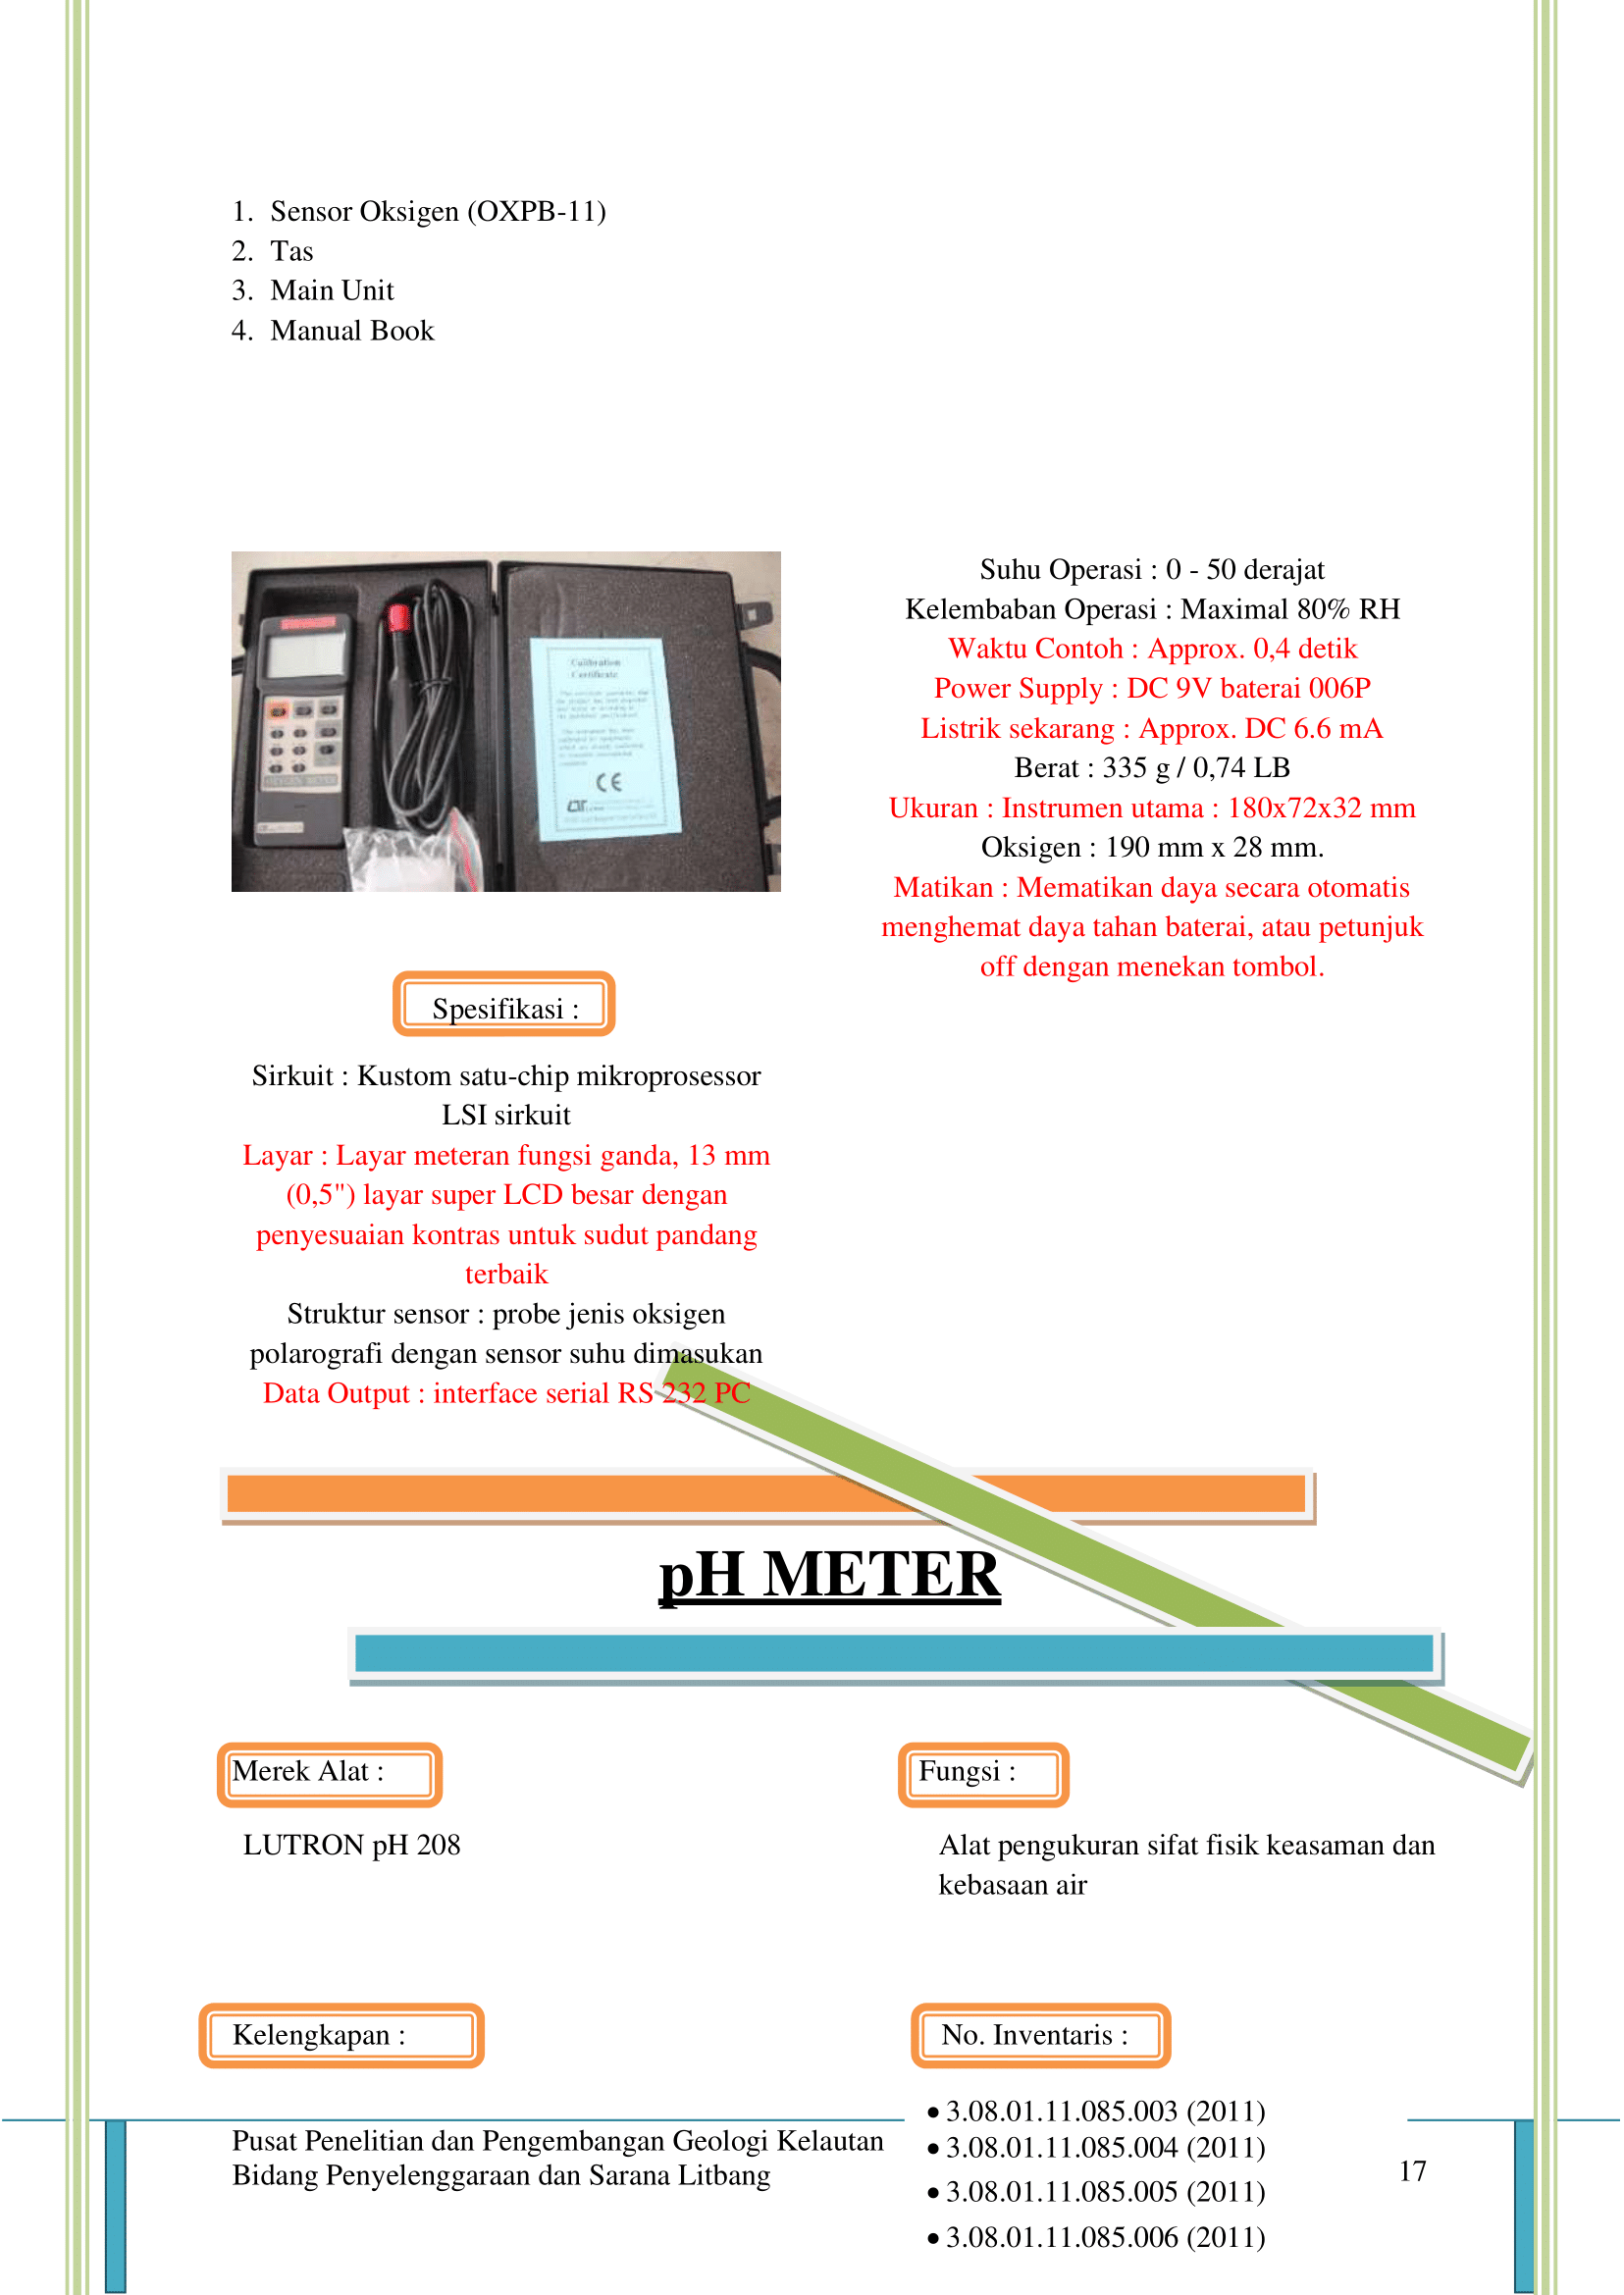 1. Sensor Oksigen (OXPB-11)
2. Tas
3. Main Unit
4. Manual Book
Calibration
Certificate
CE
OXYGEN METER
Spesifikasi :
Sirkuit : Kustom satu-chip mikroprosessor
LSI sirkuit
Layar : Layar meteran fungsi ganda, 13 mm
(0,5") layar super LCD besar dengan
penyesuaian kontras untuk sudut pandang
terbaik
Struktur sensor : probe jenis oksigen
polarografi dengan sensor suhu dimasukan
Data Output : interface serial RS 232 PC
Suhu Operasi : 0 - 50 derajat
Kelembaban Operasi : Maximal 80% RH
Waktu Contoh : Approx. 0,4 detik
Power Supply : DC 9V baterai 006P
Listrik sekarang : Approx. DC 6.6 mA
Berat : 335 g / 0,74 LB
Ukuran : Instrumen utama : 180x72x32 mm
Oksigen : 190 mm x 28 mm.
Matikan : Mematikan daya secara otomatis
menghemat daya tahan baterai, atau petunjuk
off dengan menekan tombol.
pH METER
Merek Alat :
LUTRON pH 208
Fungsi :
Alat pengukuran sifat fisik keasaman dan
kebasaan air
Kelengkapan :
No. Inventaris :
• 3.08.01.11.085.003 (2011)
• 3.08.01.11.085.004 (2011)
• 3.08.01.11.085.005 (2011)
• 3.08.01.11.085.006 (2011)
Pusat Penelitian dan Pengembangan Geologi Kelautan
Bidang Penyelenggaraan dan Sarana Litbang
17